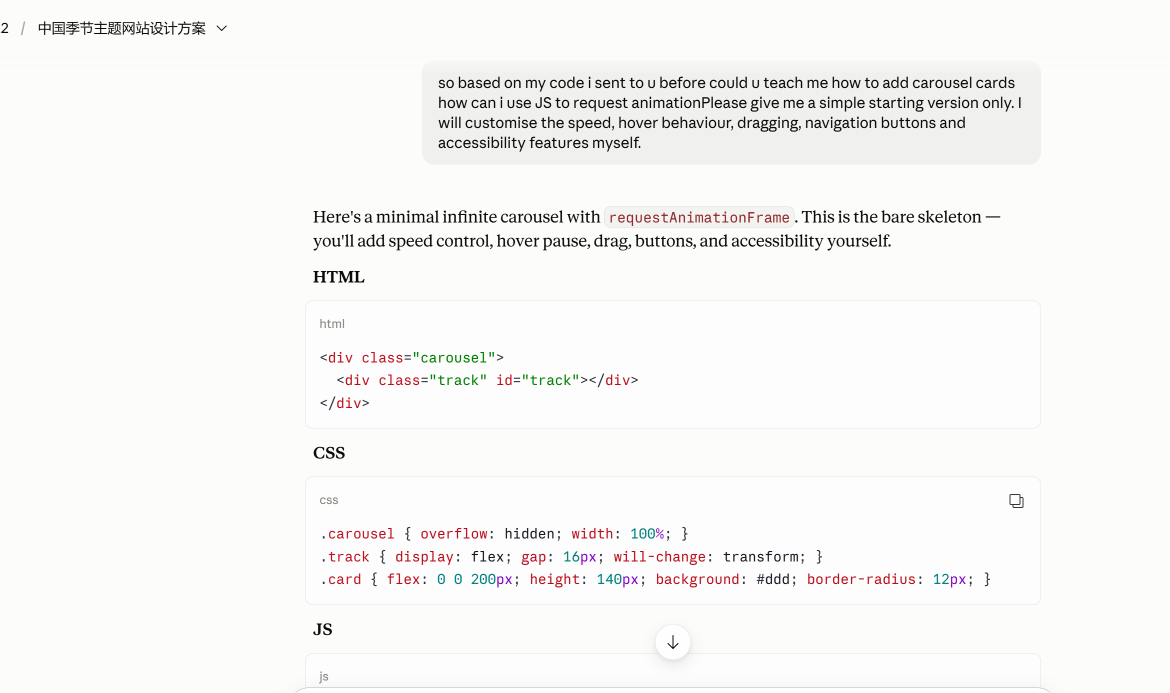 2 / 中国季节主题网站设计方案
so based on my code i sent to u before could u teach me how to add carousel cards
how can i use JS to request animationPlease give me a simple starting version only. I
will customise the speed, hover behaviour, dragging, navigation buttons and
accessibility features myself.
Here's a minimal infinite carousel with requestAnimationFrame. This is the bare skeleton —
you'll add speed control, hover pause, drag, buttons, and accessibility yourself.
HTML
html
<div class="carousel">
  <div class="track" id="track"></div>
</div>
CSS
css
.carousel { overflow: hidden; width: 100%; }
.track { display: flex; gap: 16px; will-change: transform; }
.card { flex: 0 0 200px; height: 140px; background: #ddd; border-radius: 12px; }
JS
js